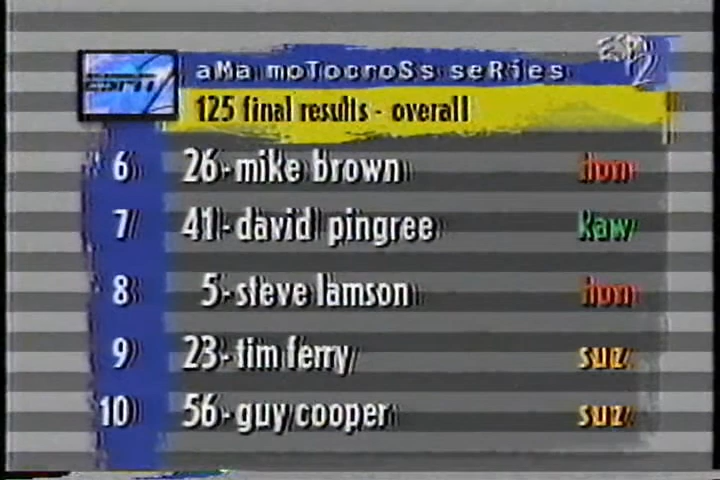 ESPN2
aMa moTocroSs seRies
125 final results - overall
6 26-mike brown hon
7 41-david pingree kaw
8 5-steve lamson hon
9 23-tim ferry suz
10 56-guy cooper suz